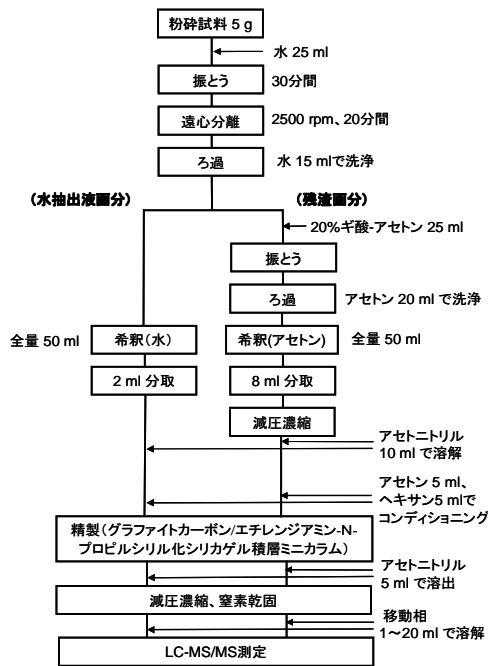 粉砕試料 5 g
水 25 ml
振とう
30分間
遠心分離
2500 rpm、20分間
ろ過
水 15 mlで洗浄
(水抽出液画分)
(残渣画分)
20%ギ酸-アセトン 25 ml
振とう
ろ過
アセトン 20 ml で洗浄
全量 50 ml
希釈(水)
希釈(アセトン)
全量 50 ml
2 ml 分取
8 ml 分取
減圧濃縮
アセトニトリル
10 ml で溶解
アセトン 5 ml、
ヘキサン5 mlで
コンディショニング
精製(グラファイトカーボン/エチレンジアミン-N-
プロピルシリル化シリカゲル積層ミニカラム)
アセトニトリル
5 ml で溶出
減圧濃縮、窒素乾固
移動相
1～20 ml で溶解
LC-MS/MS測定